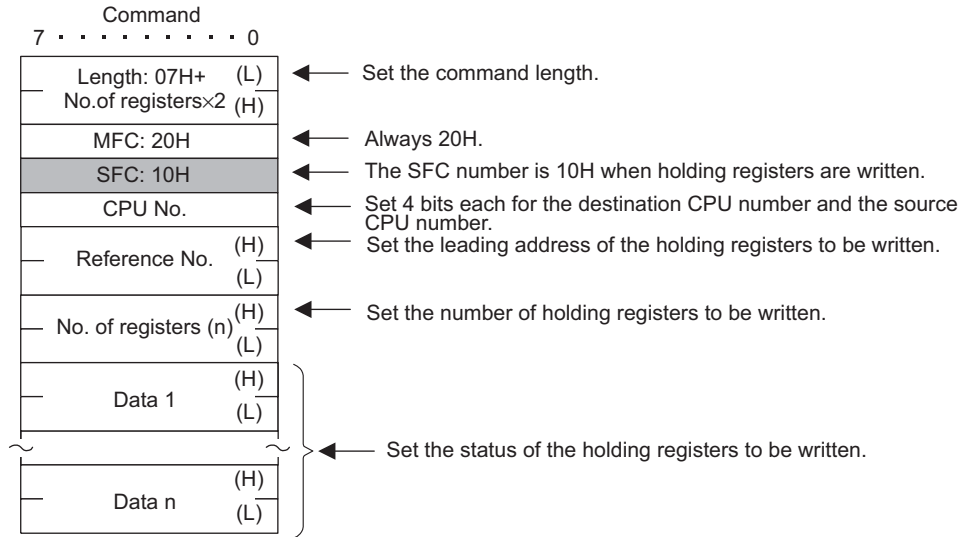 Command
7 · · · · · · · · · 0
Length: 07H+ (L)
No.of registers×2 (H)
Set the command length.
MFC: 20H
Always 20H.
SFC: 10H
The SFC number is 10H when holding registers are written.
CPU No.
Set 4 bits each for the destination CPU number and the source
CPU number.
Reference No. (H)
(L)
Set the leading address of the holding registers to be written.
No. of registers (n) (H)
(L)
Set the number of holding registers to be written.
Data 1 (H)
(L)
Set the status of the holding registers to be written.
Data n (H)
(L)